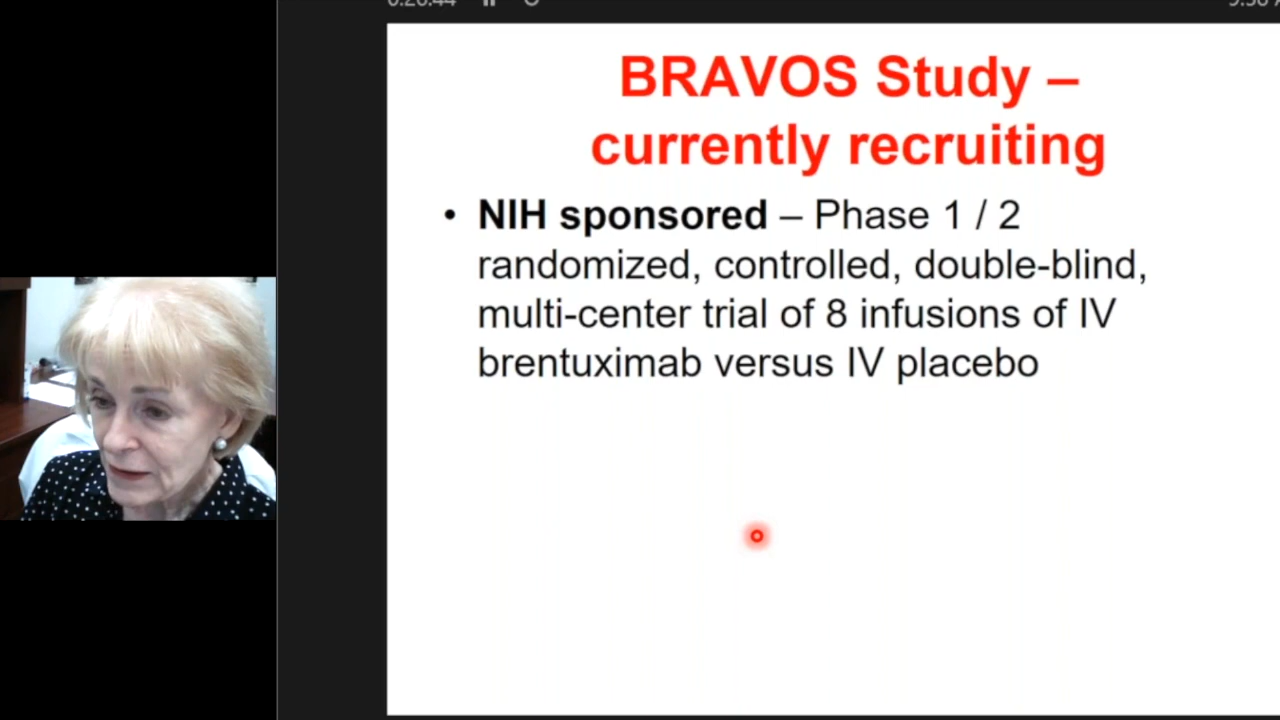 BRAVOS Study –
currently recruiting
• NIH sponsored – Phase 1 / 2
randomized, controlled, double-blind,
multi-center trial of 8 infusions of IV
brentuximab versus IV placebo